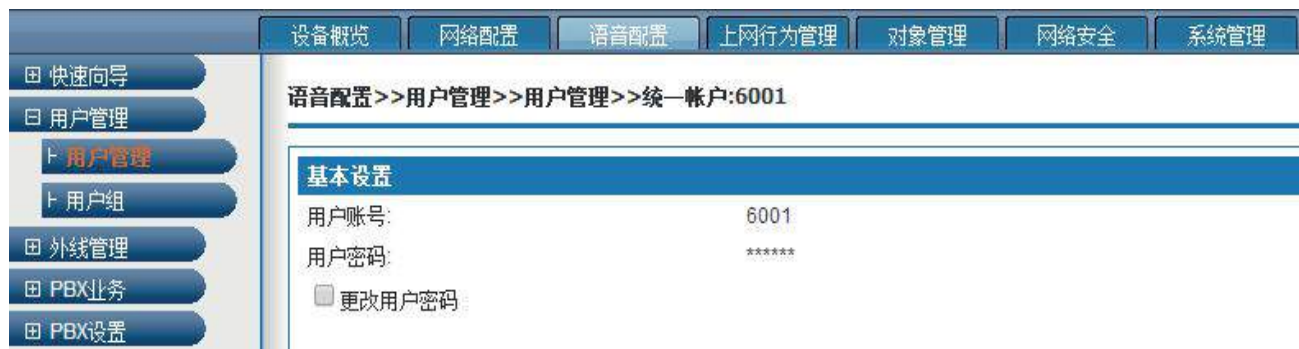 设备概览 网络配置 语音配置 上网行为管理 对象管理 网络安全 系统管理
快速向导
用户管理
用户管理
用户组
外线管理
PBX业务
PBX设置
语音配置>>用户管理>>用户管理>>统一帐户:6001
基本设置
用户账号: 6001
用户密码: ******
更改用户密码